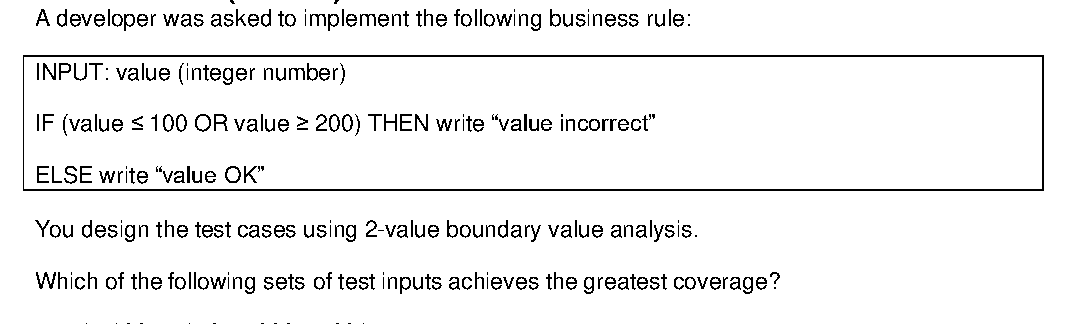 A developer was asked to implement the following business rule:
INPUT: value (integer number)
IF (value ≤ 100 OR value ≥ 200) THEN write “value incorrect”
ELSE write “value OK”
You design the test cases using 2-value boundary value analysis.
Which of the following sets of test inputs achieves the greatest coverage?